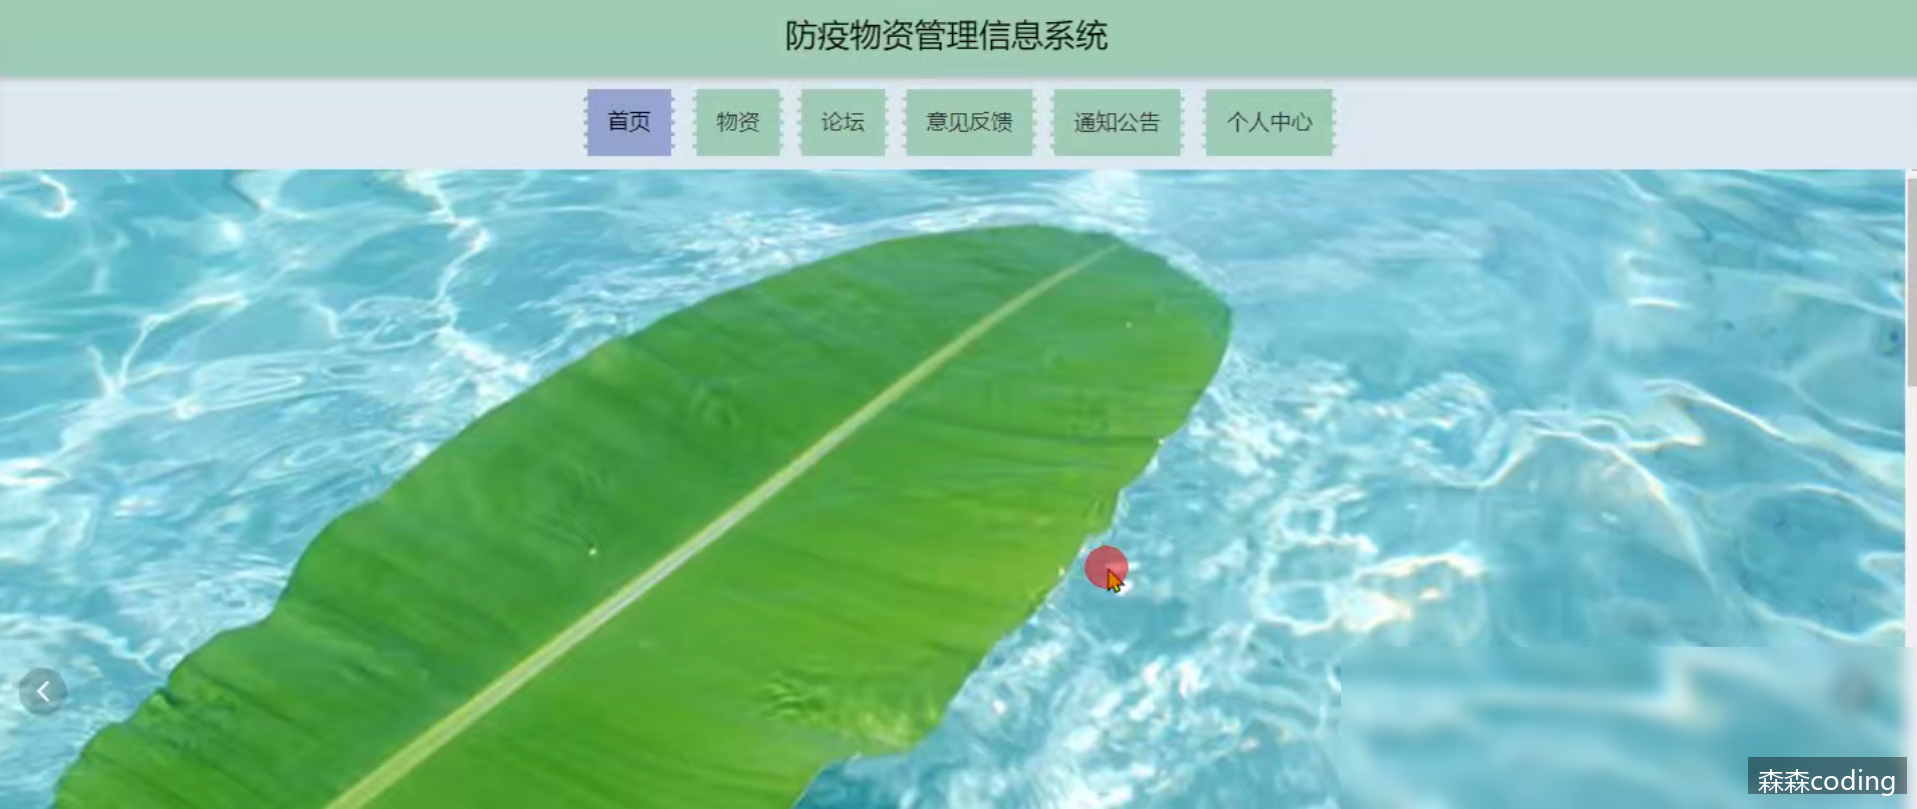 防疫物资管理信息系统
首页 物资 论坛 意见反馈 通知公告 个人中心
森森coding